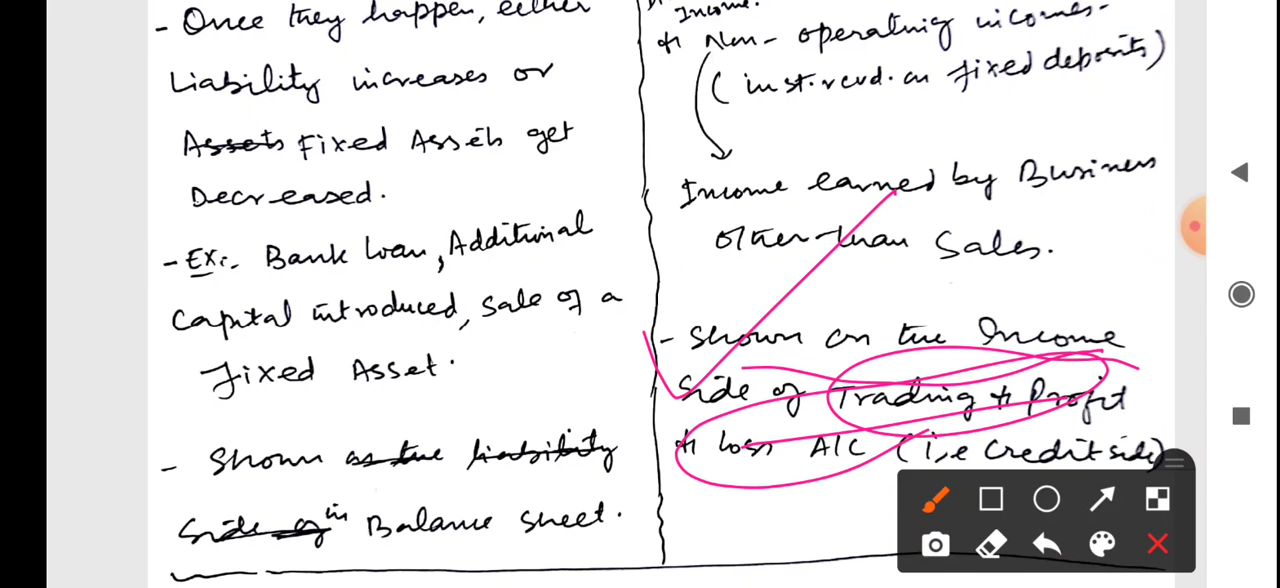 - Once they happen, either
Liability increases or
Assets Fixed Assets get
Decreased.
- Ex:- Bank loan, Additional
Capital introduced, Sale of a
Fixed Asset.
- Shown as the liability
Side of in Balance Sheet.
Income.
& Non-operating incomes-
(inst. recvd. on fixed deposits)
Income earned by Business
other than Sales.
- Shown on the Income
Side of Trading & Profit
& Loss A/C (i,e Credit side)